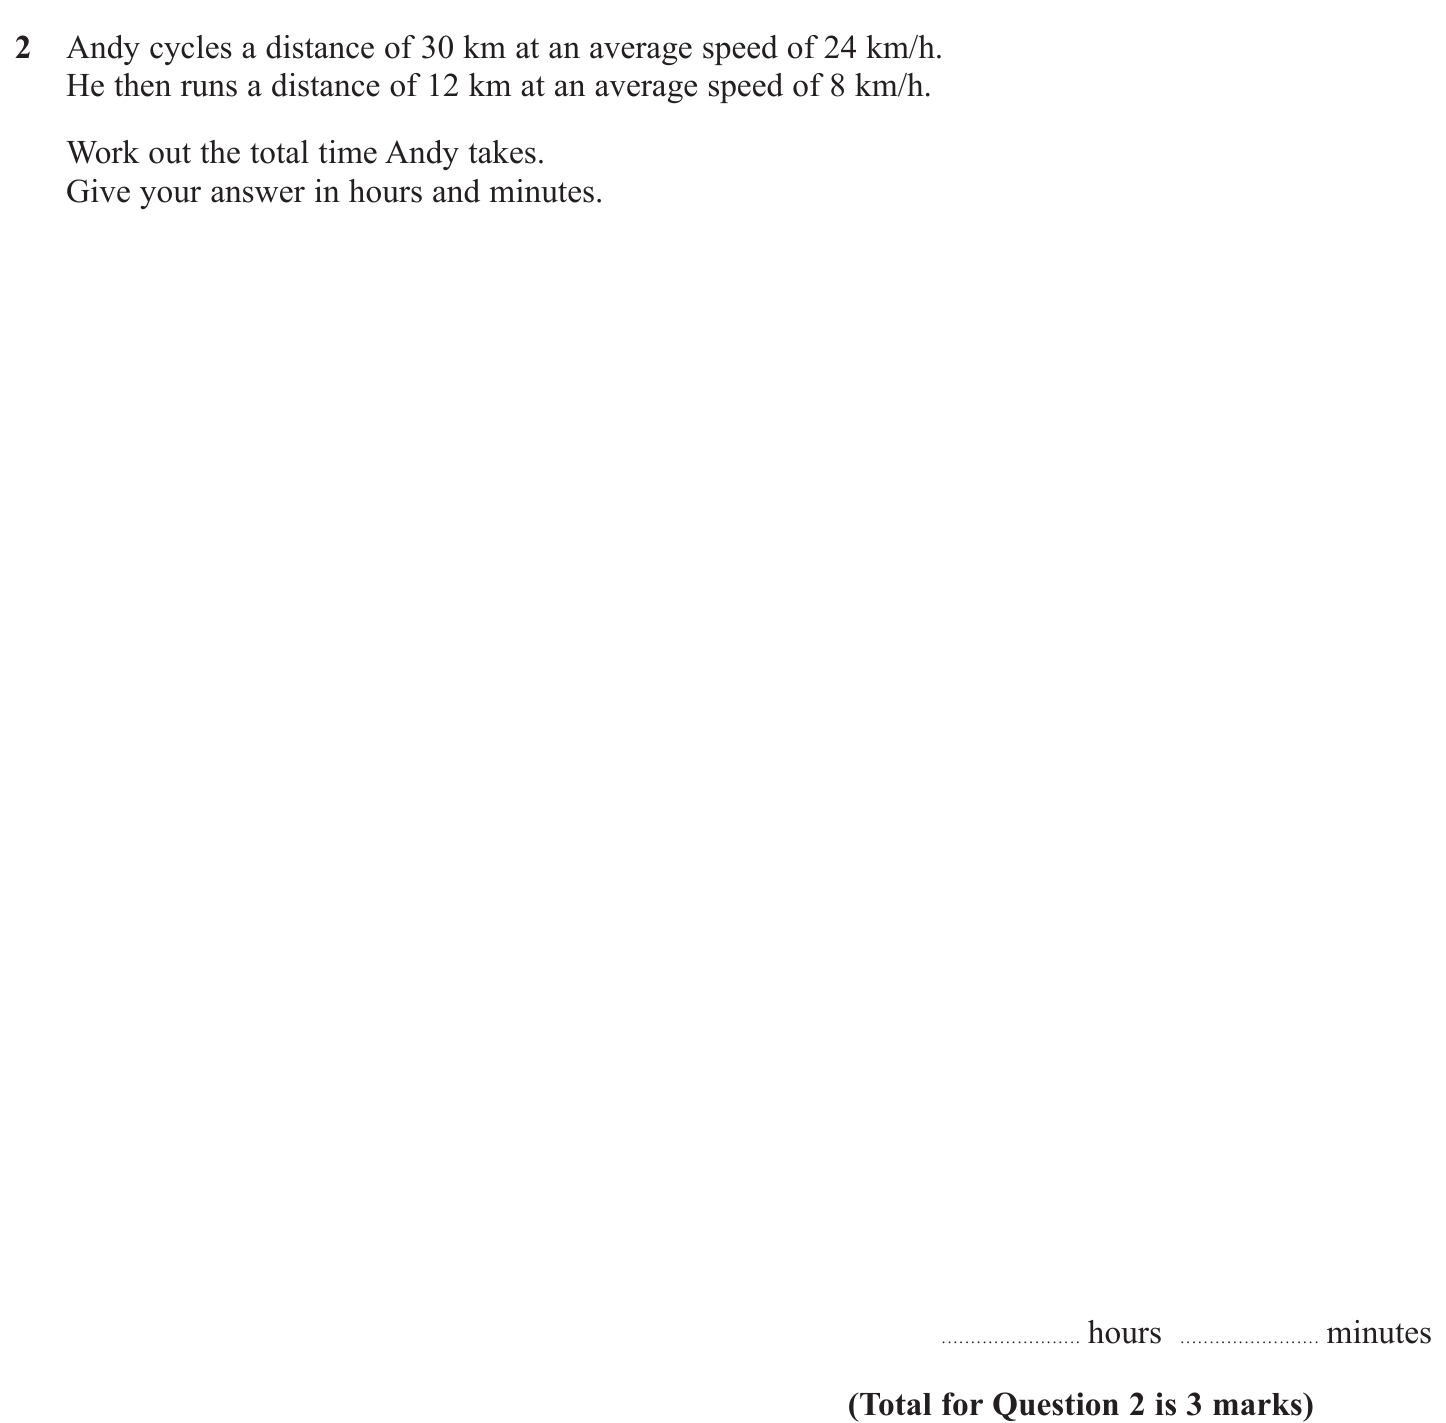 2 Andy cycles a distance of 30 km at an average speed of 24 km/h.
He then runs a distance of 12 km at an average speed of 8 km/h.
Work out the total time Andy takes.
Give your answer in hours and minutes.
........................ hours ........................ minutes
(Total for Question 2 is 3 marks)